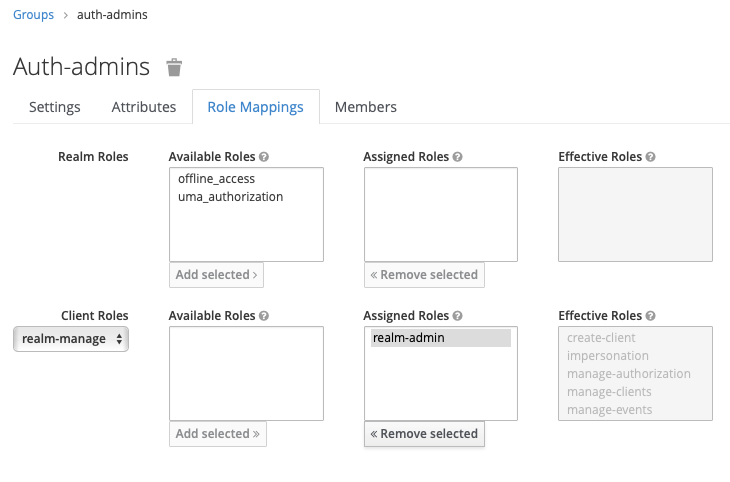 Groups > auth-admins
Auth-admins
Settings Attributes Role Mappings Members
Realm Roles Available Roles ? Assigned Roles ? Effective Roles ?
offline_access
uma_authorization
Add selected › « Remove selected
Client Roles Available Roles ? Assigned Roles ? Effective Roles ?
realm-manage realm-admin create-client
impersonation
manage-authorization
manage-clients
manage-events
Add selected » « Remove selected